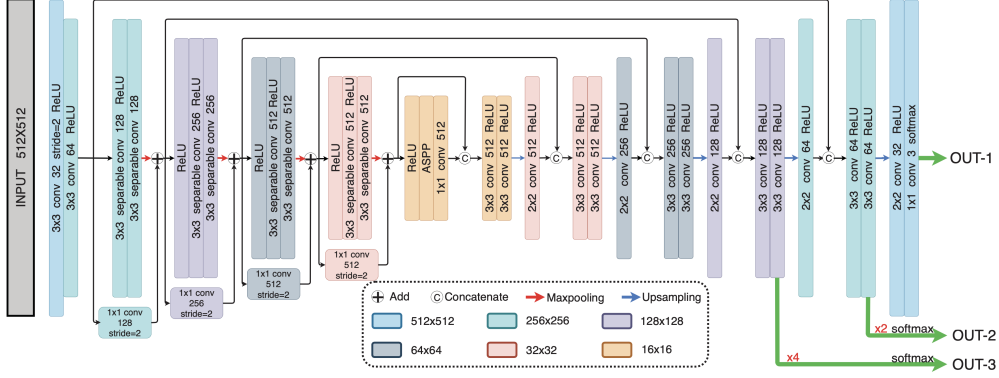 INPUT 512X512
3x3 conv 32 stride=2 ReLU
3x3 conv 64 ReLU
3x3 separable conv 128 ReLU
3x3 separable conv 128
1x1 conv
128
stride=2
ReLU
3x3 separable conv 256 ReLU
3x3 separable conv 256
1x1 conv
256
stride=2
ReLU
3x3 separable conv 512 ReLU
3x3 separable conv 512
1x1 conv
512
stride=2
ReLU
3x3 separable conv 512 ReLU
3x3 separable conv 512
1x1 conv
512
stride=2
ReLU
ASPP
1x1 conv 512
C
3x3 conv 512 ReLU
3x3 conv 512 ReLU
2x2 conv 512 ReLU
C
3x3 conv 512 ReLU
3x3 conv 512 ReLU
2x2 conv 256 ReLU
C
3x3 conv 256 ReLU
3x3 conv 256 ReLU
2x2 conv 128 ReLU
C
3x3 conv 128 ReLU
3x3 conv 128 ReLU
2x2 conv 64 ReLU
C
3x3 conv 64 ReLU
3x3 conv 64 ReLU
2x2 conv 32 ReLU
1x1 conv 3 softmax
OUT-1
x2 softmax
OUT-2
x4 softmax
OUT-3
Add C Concatenate Maxpooling Upsampling
512x512 256x256 128x128
64x64 32x32 16x16